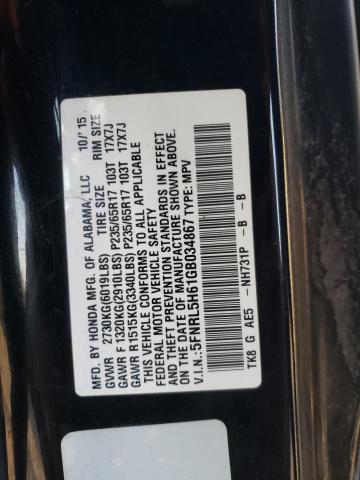 MFD. BY HONDA MFG. OF ALABAMA, LLC 10/'15
TIRE SIZE RIM SIZE
GVWR 2730KG(6019LBS)
GAWR F 1320KG(2910LBS) P235/65R17 103T 17X7J
GAWR R1515KG(3340LBS) P235/65R17 103T 17X7J
THIS VEHICLE CONFORMS TO ALL APPLICABLE
FEDERAL MOTOR VEHICLE SAFETY
AND THEFT PREVENTION STANDARDS IN EFFECT
ON THE DATE OF MANUFACTURE SHOWN ABOVE.
V.I.N.:5FNRL5H61GB034867 TYPE: MPV
TK8 G AE5 -NH731P -B -B